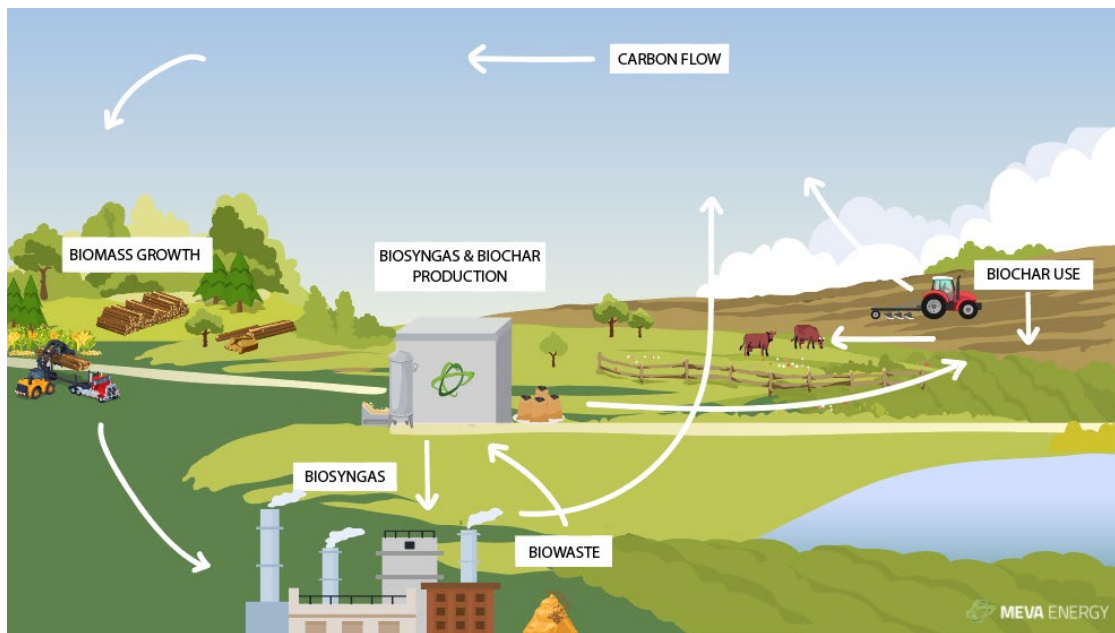 CARBON FLOW
BIOMASS GROWTH
BIOSYNGAS & BIOCHAR
PRODUCTION
BIOCHAR USE
BIOSYNGAS
BIOWASTE
MEVA ENERGY